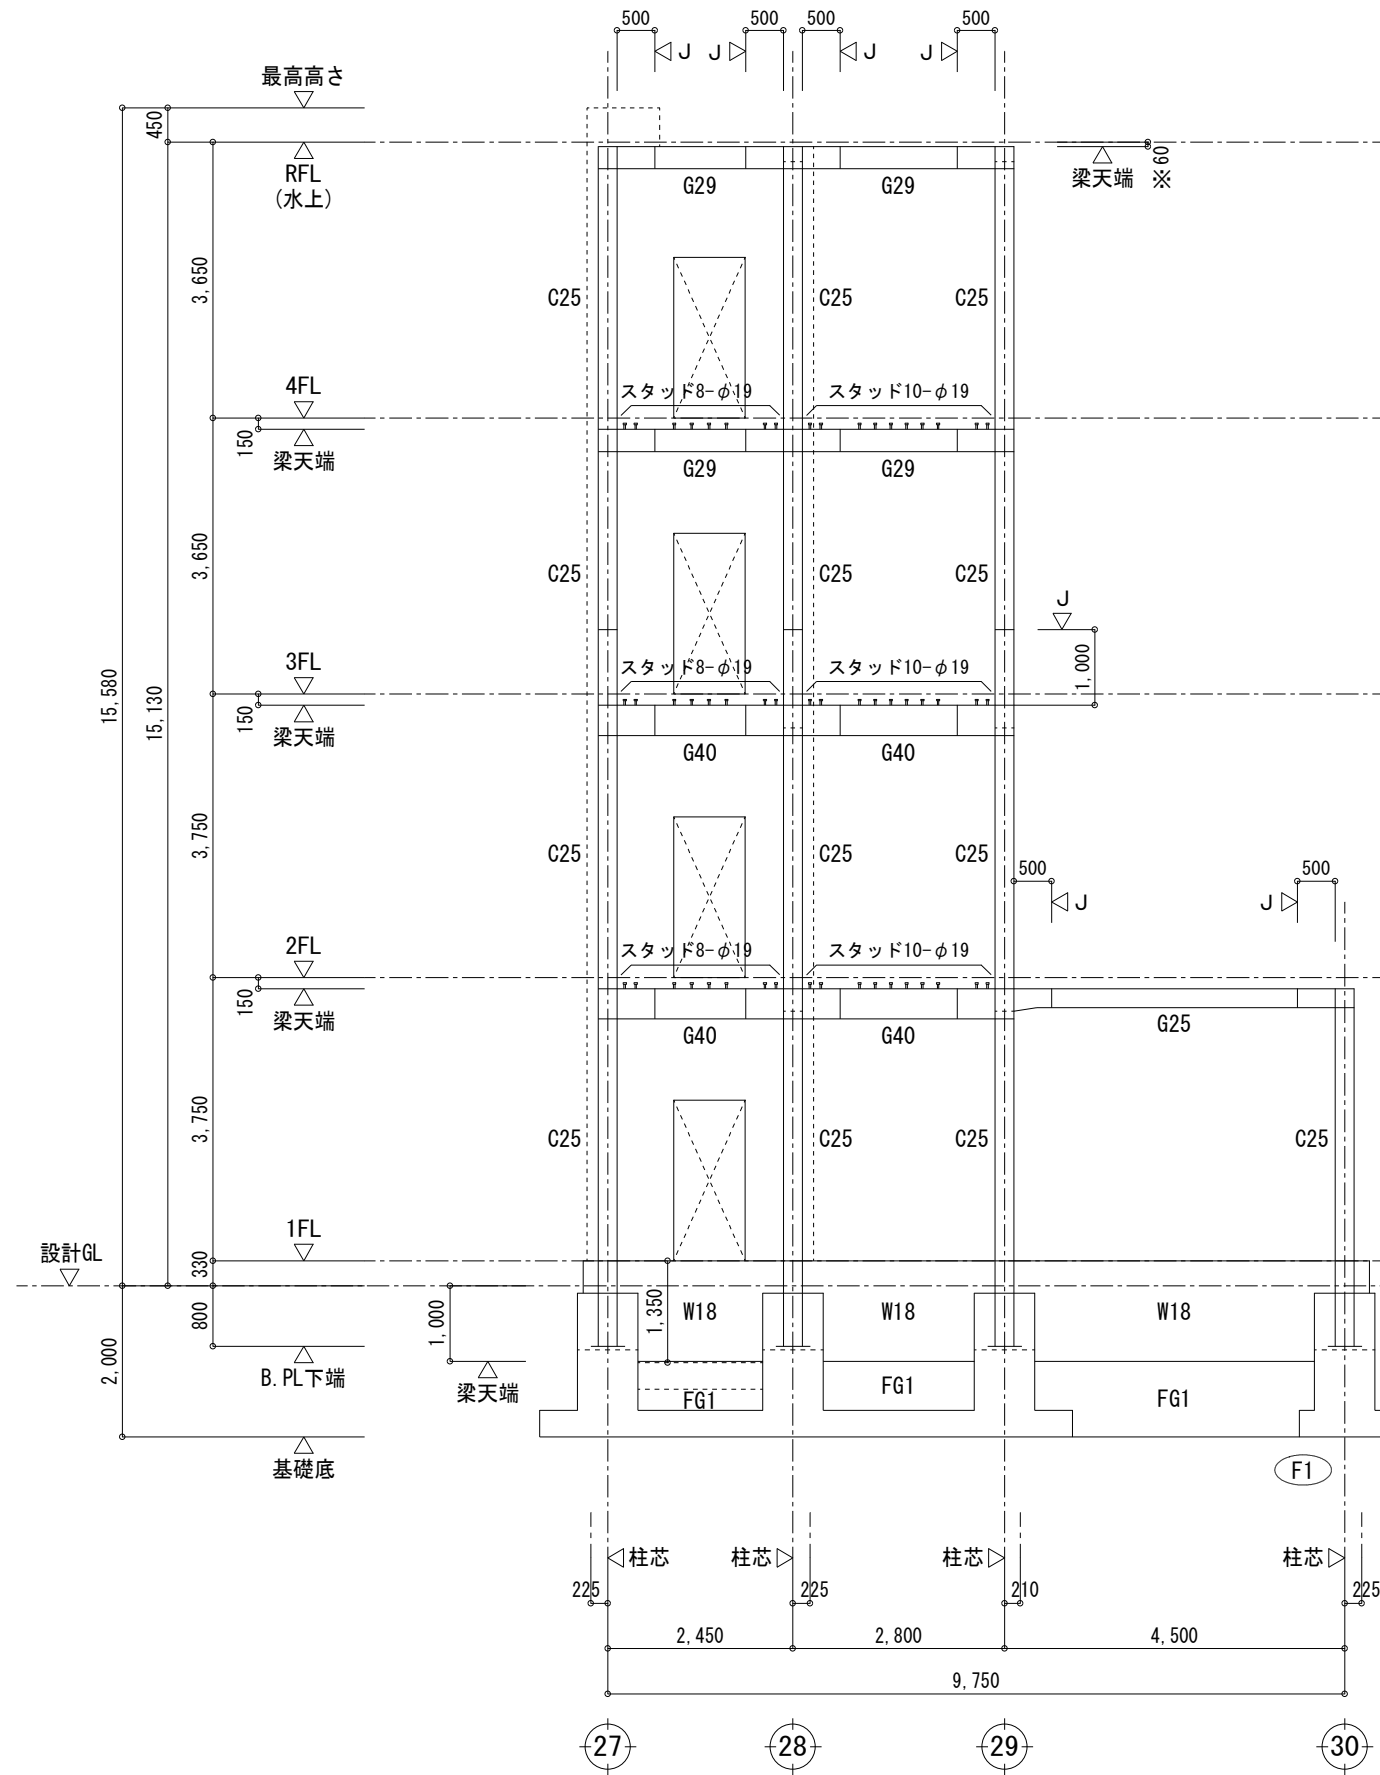 500
500
500
500
J
J
J
J
最高高さ
450
RFL
(水上)
梁天端
60
※
G29
G29
3,650
C25
C25
C25
4FL
スタッド8-φ19
スタッド10-φ19
150
梁天端
G29
G29
3,650
C25
C25
C25
J
1,000
3FL
スタッド8-φ19
スタッド10-φ19
15,580
15,130
150
梁天端
G40
G40
3,750
C25
C25
C25
500
500
J
J
2FL
スタッド8-φ19
スタッド10-φ19
150
梁天端
G40
G40
G25
3,750
C25
C25
C25
C25
1FL
設計GL
330
800
1,000
1,350
W18
W18
W18
2,000
B.PL下端
梁天端
FG1
FG1
FG1
基礎底
F1
柱芯
柱芯
柱芯
柱芯
225
225
210
225
2,450
2,800
4,500
9,750
27
28
29
30